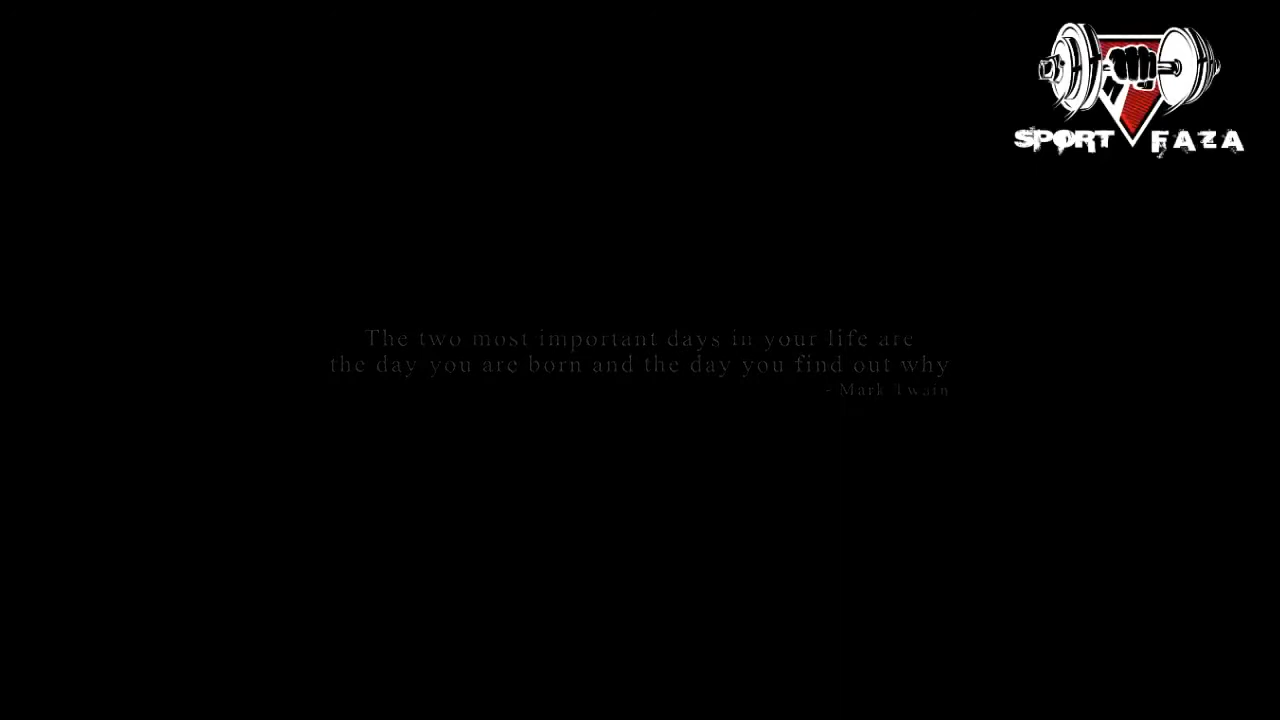 SPORT FAZA
The two most important days in your life are
the day you are born and the day you find out why
- Mark Twain